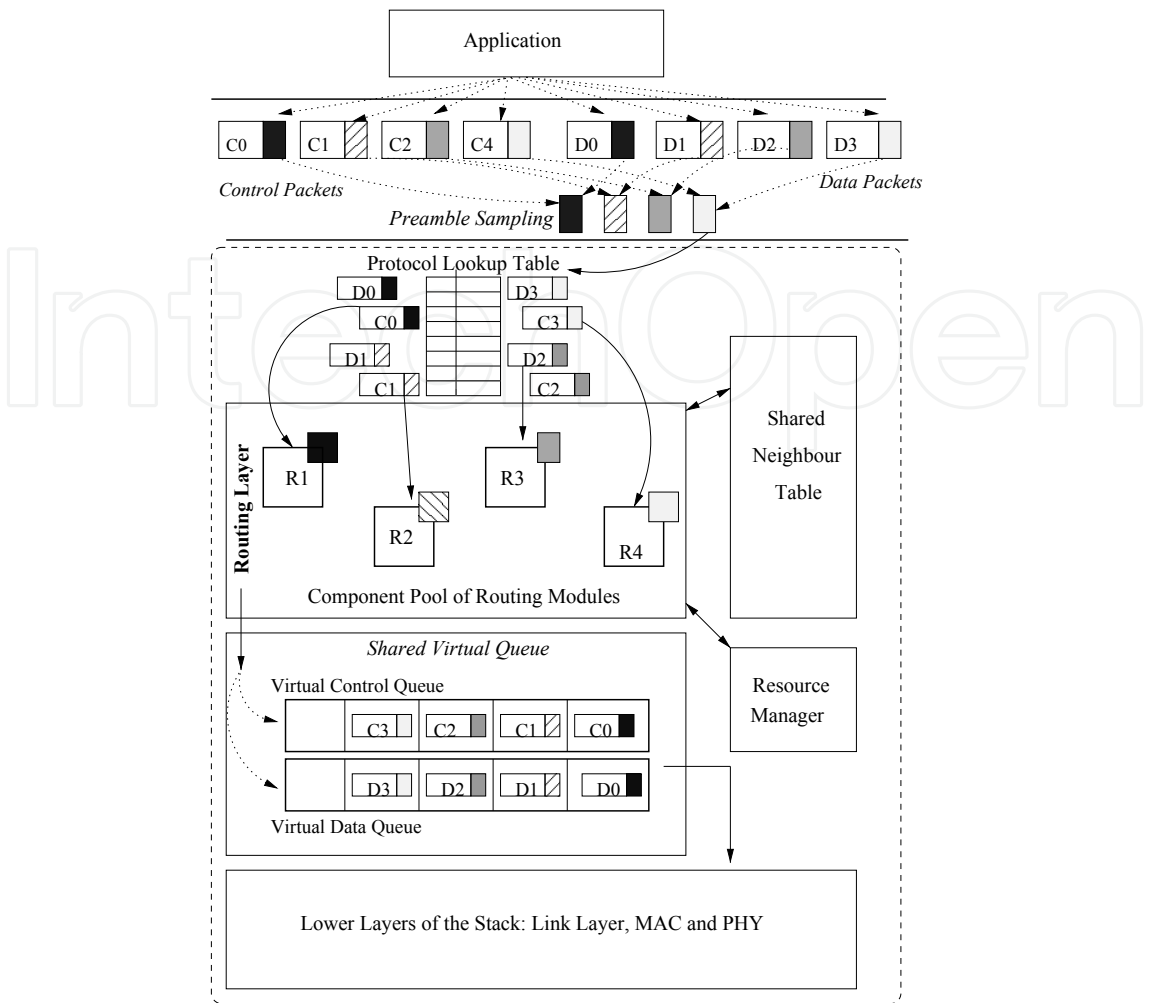 Application
C0 C1 C2 C4 D0 D1 D2 D3
Control Packets
Data Packets
Preamble Sampling
Protocol Lookup Table
D0
D3
C0
C3
D1
D2
C1
C2
IntechOpen
Routing Layer
R1
R2
R3
R4
Component Pool of Routing Modules
Shared
Neighbour
Table
Shared Virtual Queue
Virtual Control Queue
C3 C2 C1 C0
D3 D2 D1 D0
Virtual Data Queue
Resource
Manager
Lower Layers of the Stack: Link Layer, MAC and PHY